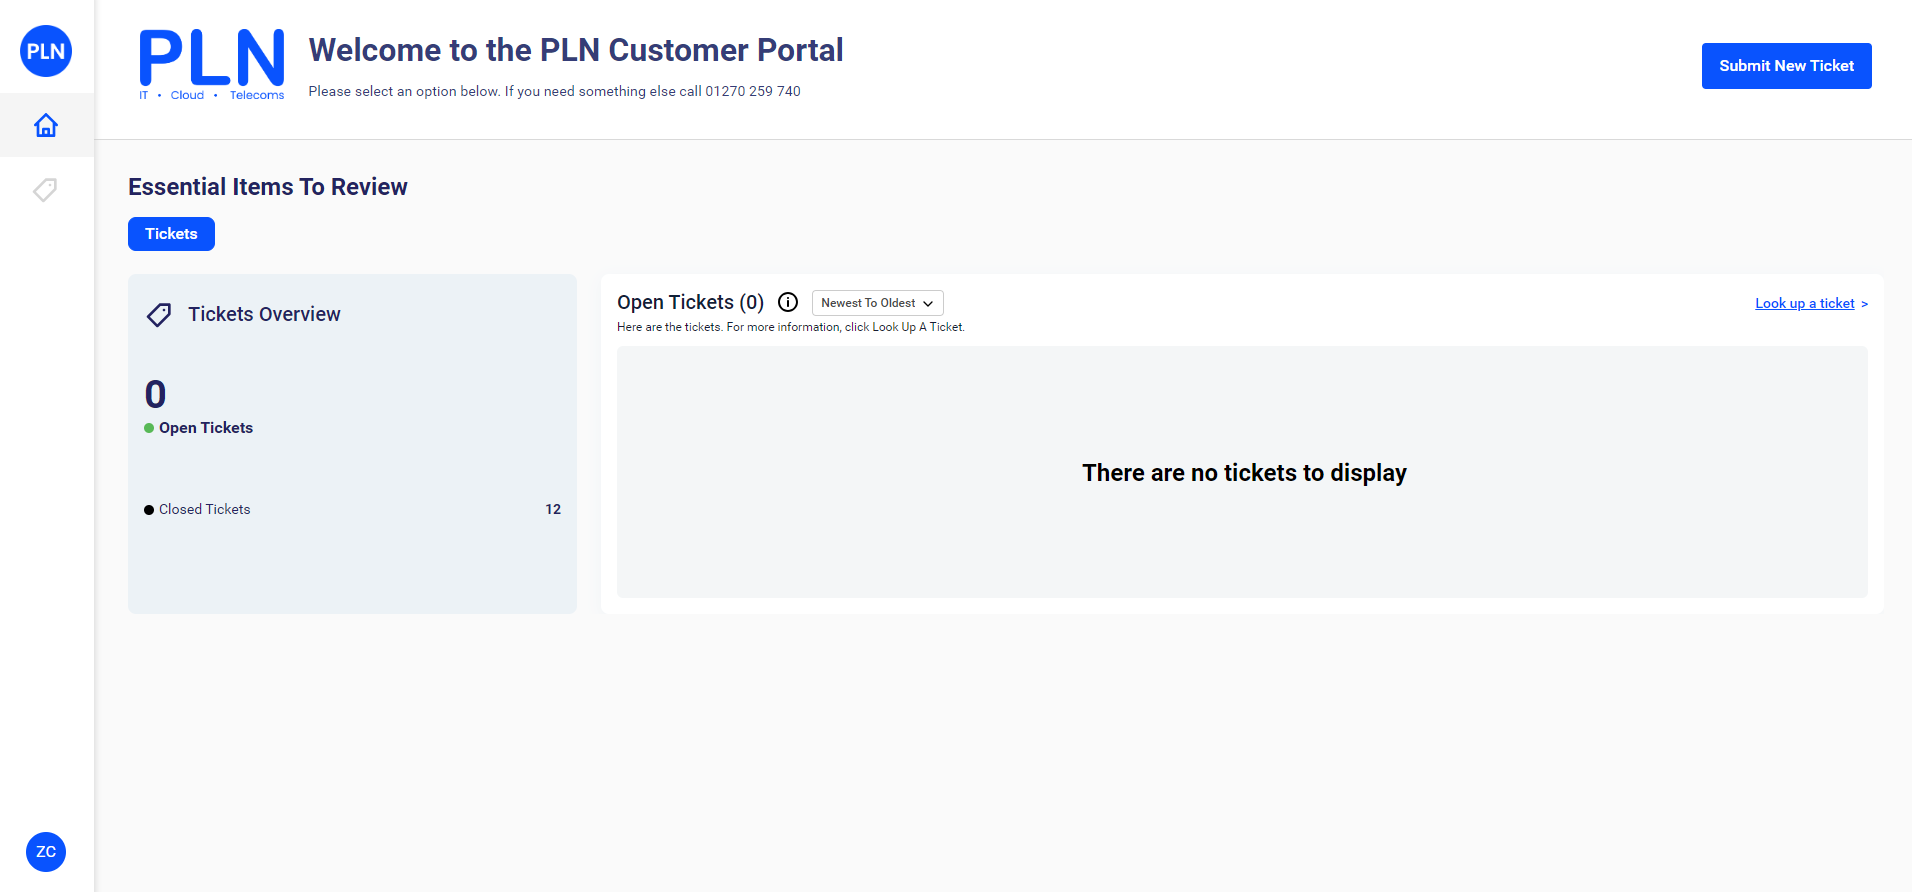 PLN
PLN
IT • Cloud • Telecoms
Welcome to the PLN Customer Portal
Please select an option below. If you need something else call 01270 259 740
Submit New Ticket
Essential Items To Review
Tickets
Tickets Overview
0
Open Tickets
Closed Tickets 12
Open Tickets (0) Newest To Oldest
Look up a ticket >
Here are the tickets. For more information, click Look Up A Ticket.
There are no tickets to display
ZC